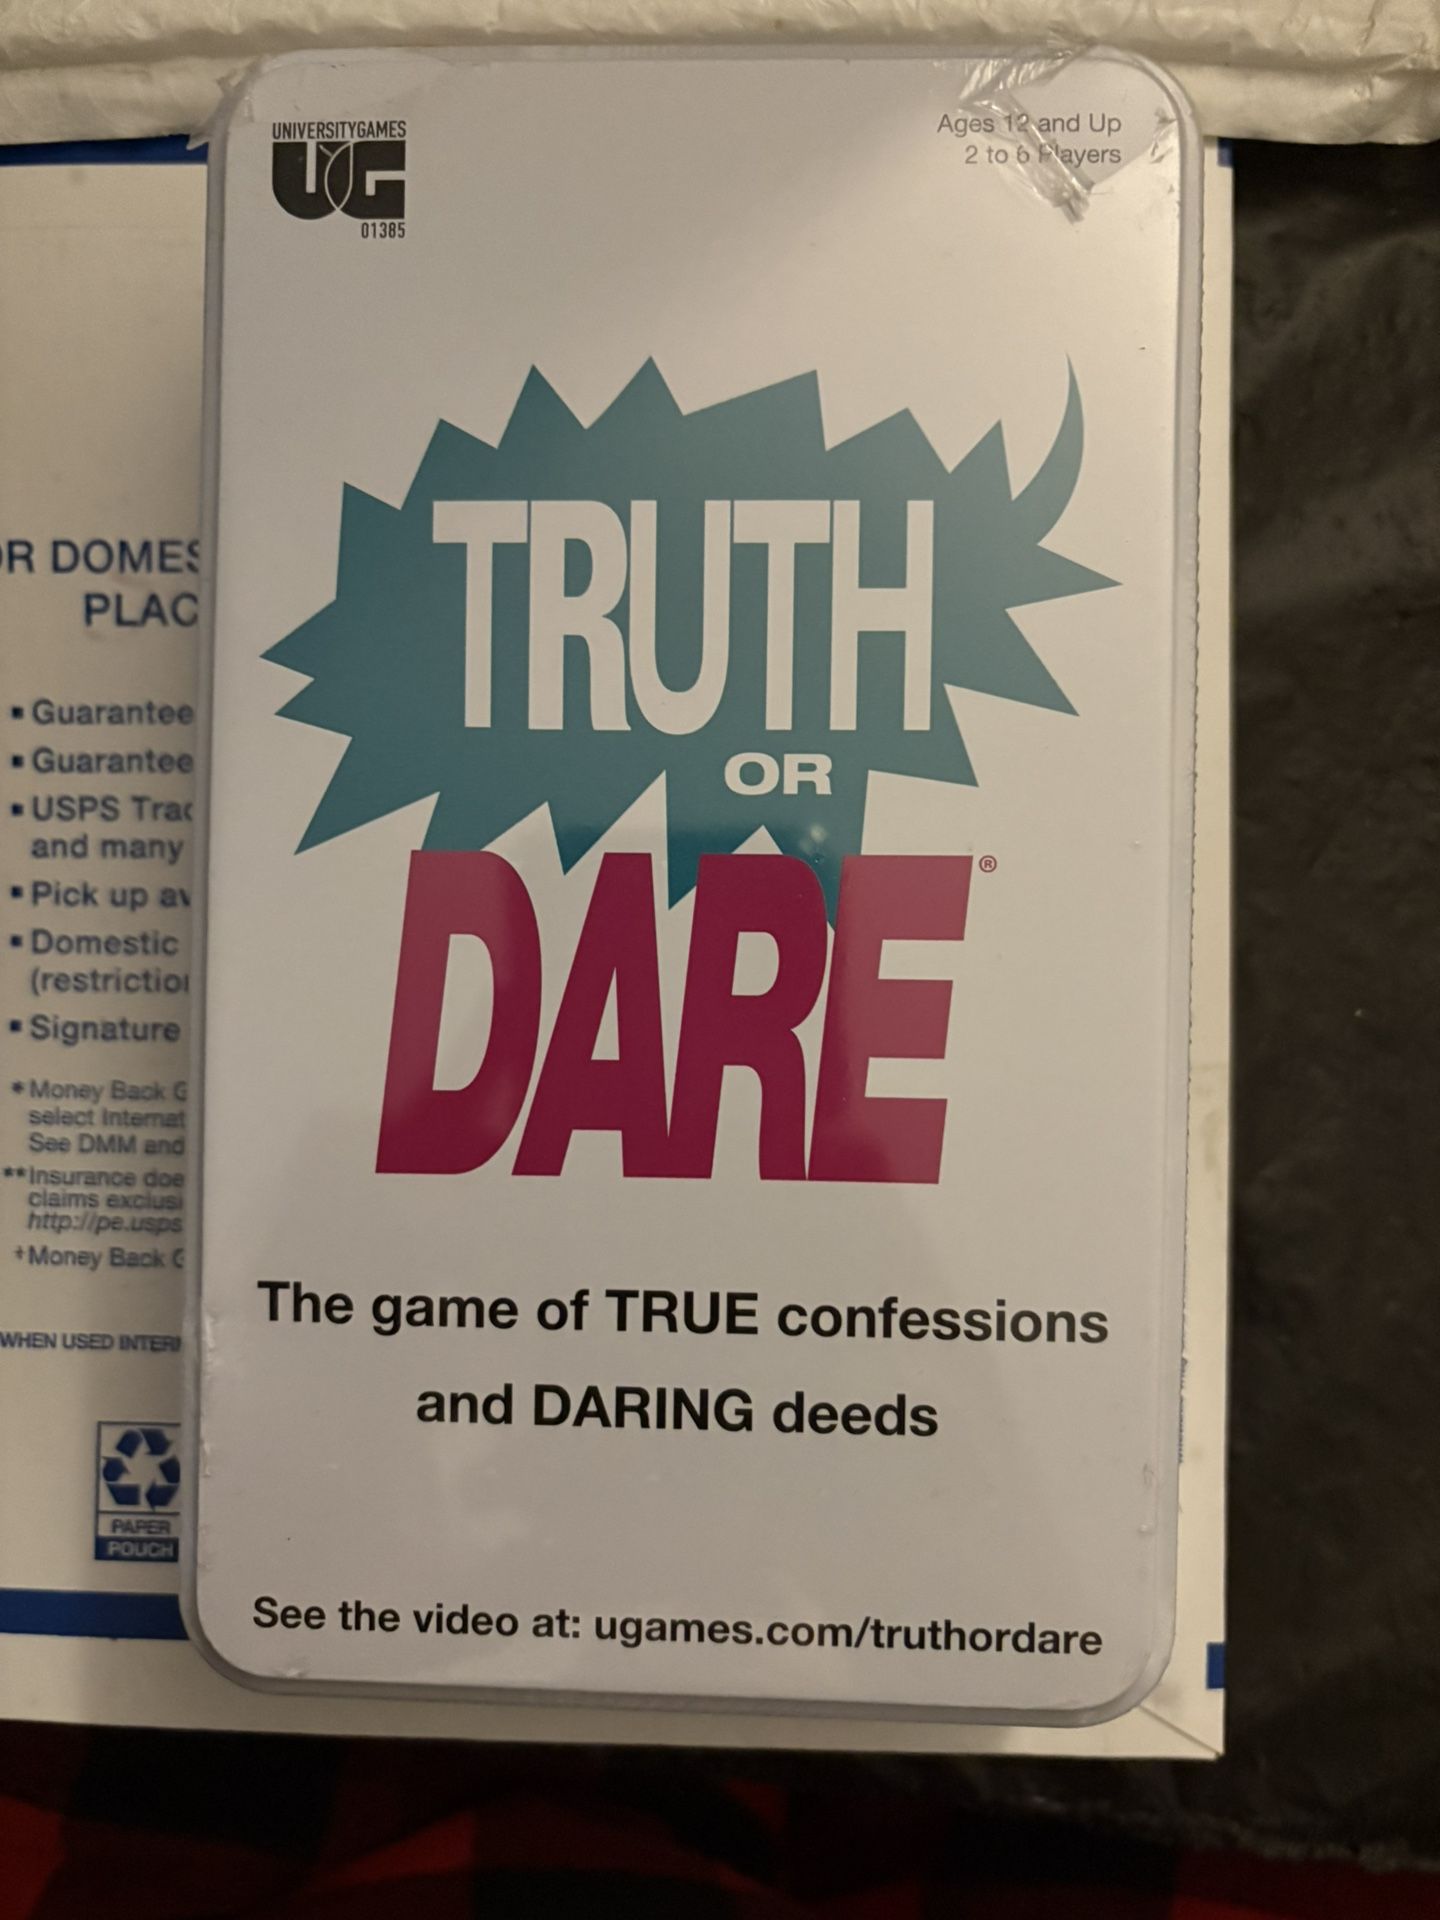 UNIVERSITYGAMES
UG
01385
Ages 12 and Up
2 to 6 Players
TRUTH
OR
DARE®
The game of TRUE confessions
and DARING deeds
See the video at: ugames.com/truthordare
R DOMES
PLAC
▪ Guarantee
▪ Guarantee
▪ USPS Trac
and many
▪ Pick up av
▪ Domestic
(restriction
▪ Signature
* Money Back G
select Internat
See DMM and
** Insurance doe
claims exclusi
http://pe.usps
+ Money Back G
WHEN USED INTERN
PAPER
POUCH